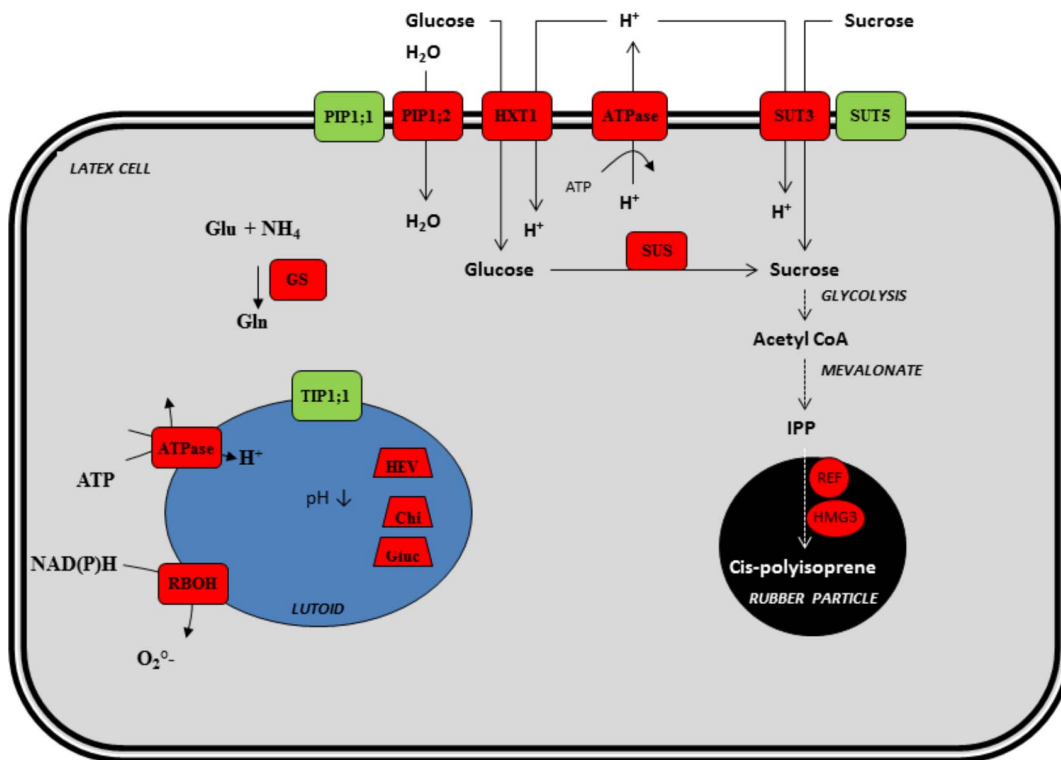 Glucose
H⁺
Sucrose
H₂O
PIP1;1
PIP1;2
HXT1
ATPase
SUT3
SUT5
LATEX CELL
ATP
H⁺
H⁺
H₂O
H⁺
Glu + NH₄
SUS
Glucose
Sucrose
GS
GLYCOLYSIS
Gln
Acetyl CoA
MEVALONATE
TIP1;1
IPP
ATPase
H⁺
HEV
REF
ATP
pH ↓
Chi
HMG3
Giuc
NAD(P)H
RBOH
Cis-polyisoprene
RUBBER PARTICLE
LUTOID
O₂°-